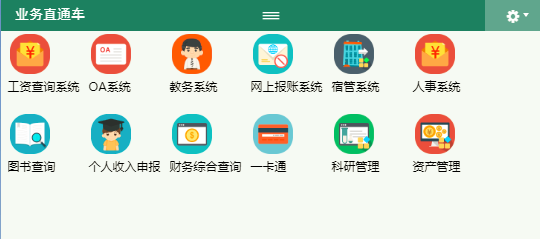 业务直通车
¥ OA ¥
工资查询系统 OA系统 教务系统 网上报账系统 宿管系统 人事系统
$ ¥
图书查询 个人收入申报 财务综合查询 一卡通 科研管理 资产管理